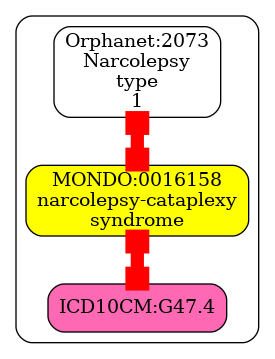 Orphanet:2073
Narcolepsy
type
1
MONDO:0016158
narcolepsy-cataplexy
syndrome
ICD10CM:G47.4